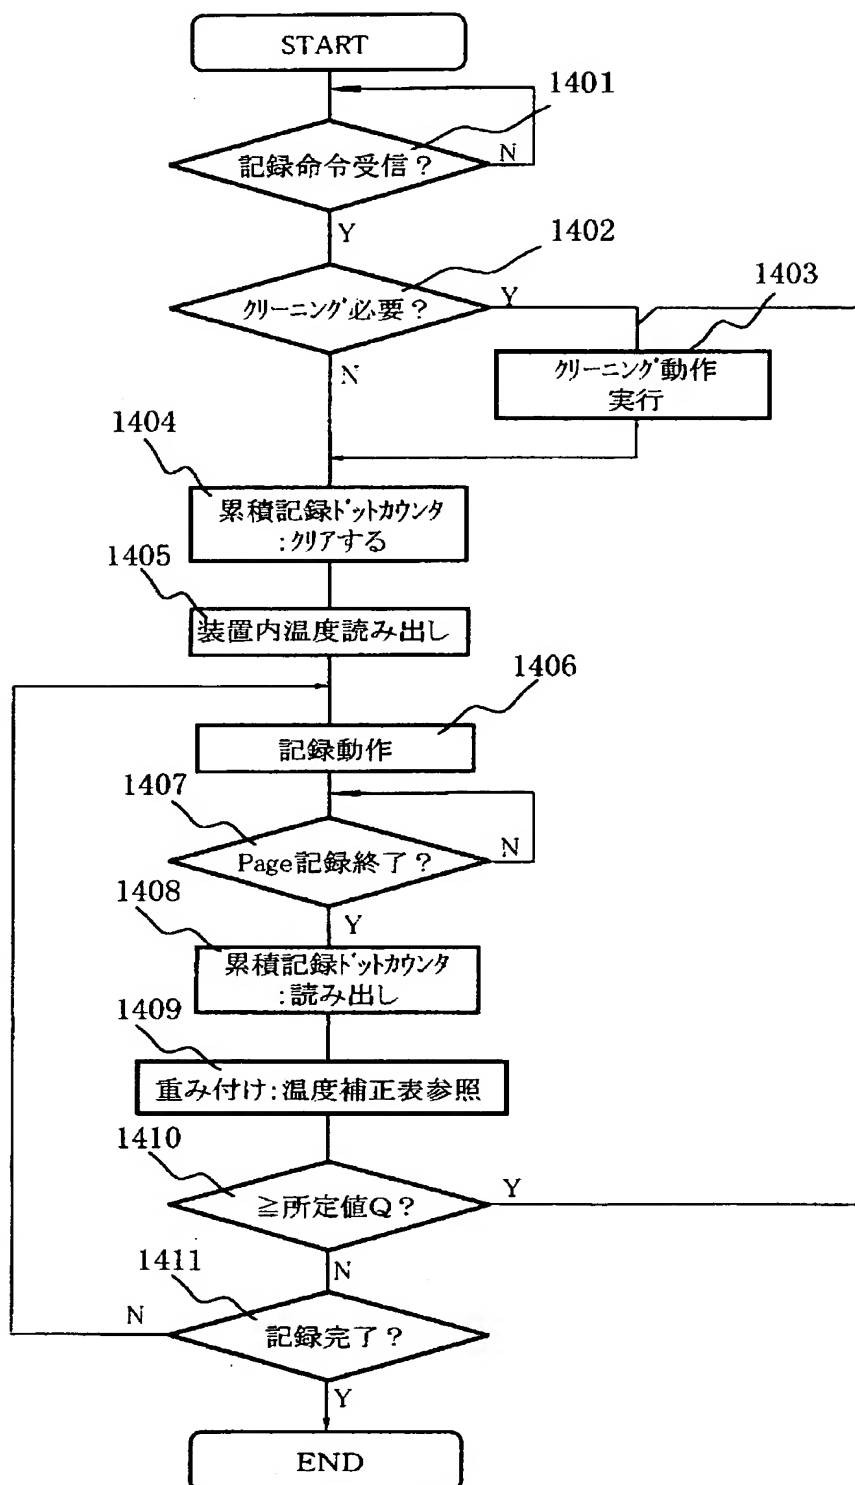 START
1401
記録命令受信?
N
Y
1402
クリーニング必要?
Y
1403
クリーニング動作
実行
N
1404
累積記録ドットカウンタ
:クリアする
1405
装置内温度読み出し
1406
記録動作
1407
Page記録終了?
N
1408
Y
累積記録ドットカウンタ
:読み出し
1409
重み付け:温度補正表参照
1410
≧所定値Q?
Y
1411
N
N
記録完了?
Y
END